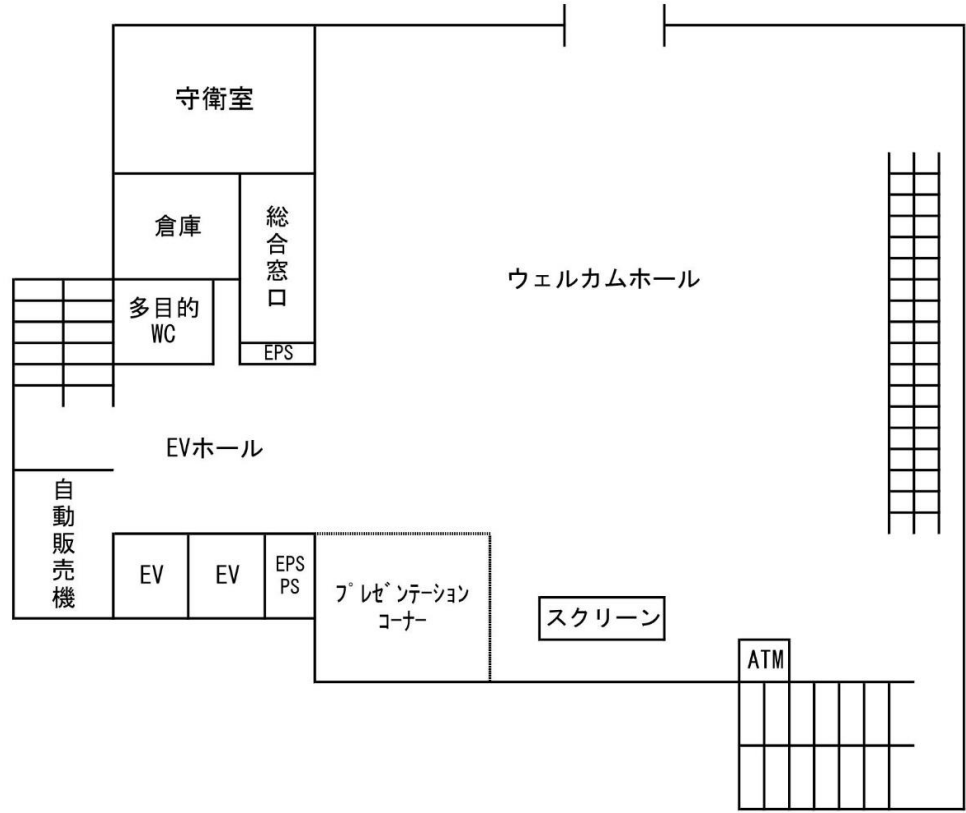 守衛室
倉庫
総合窓口
ウェルカムホール
多目的
WC
EPS
EVホール
自動販売機
EV
EV
EPS
PS
プレゼンテーション
コーナー
スクリーン
ATM